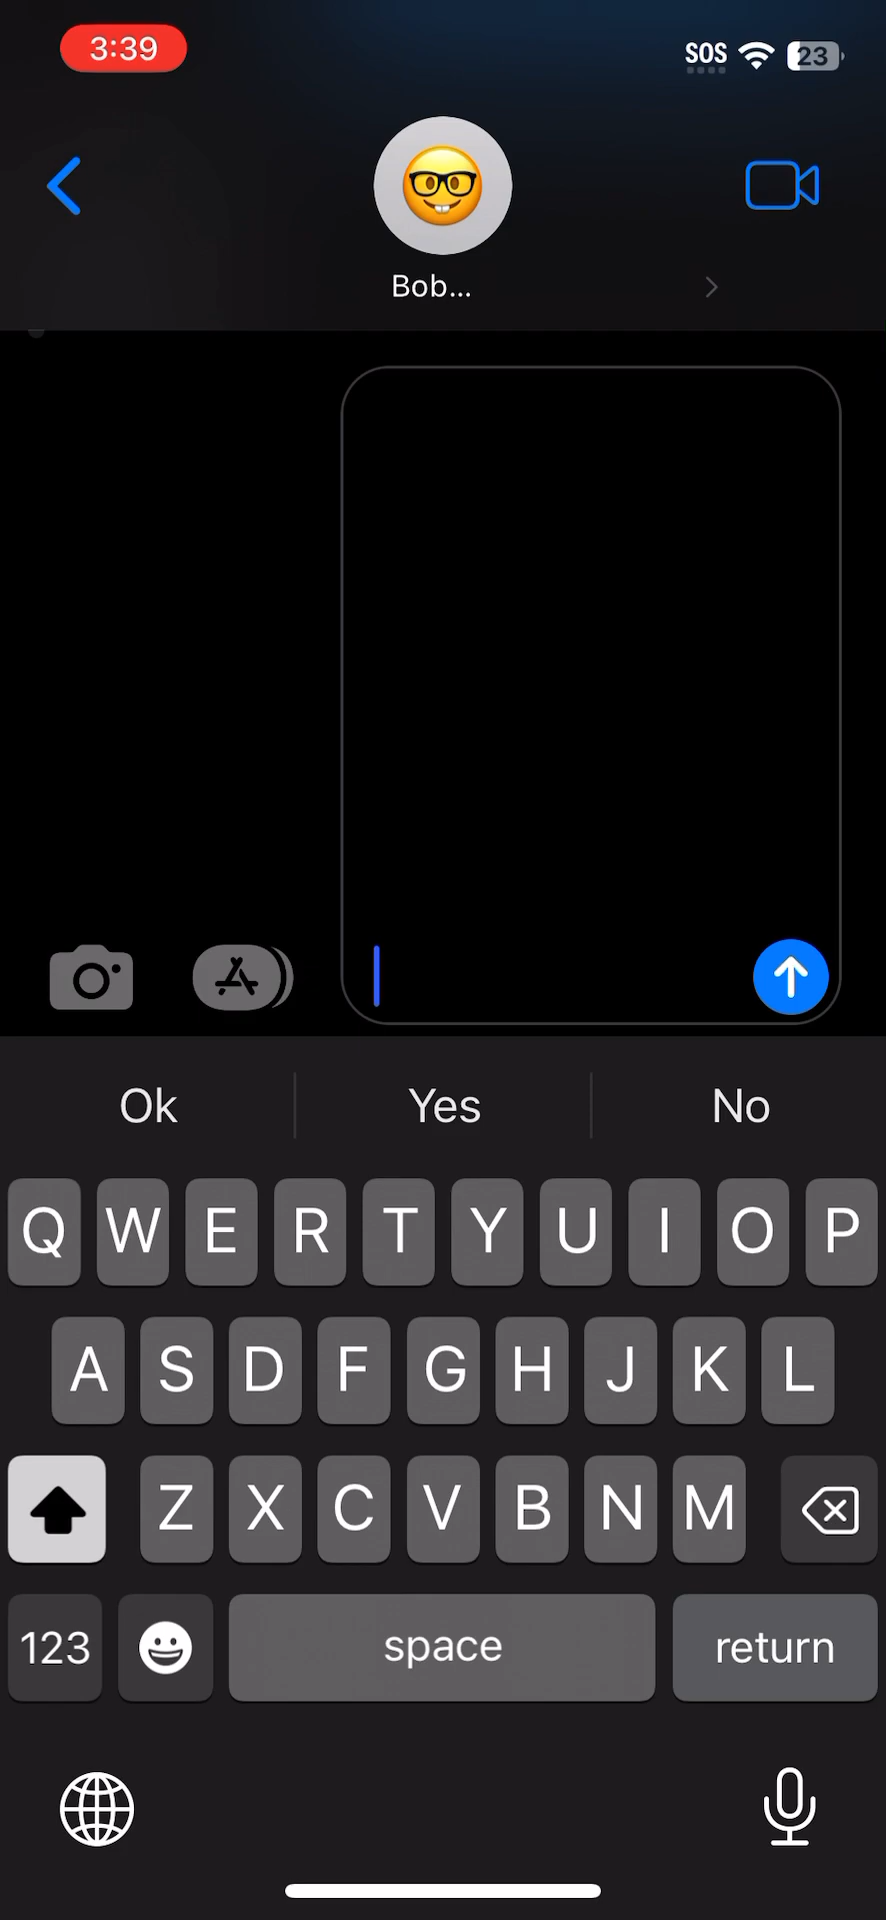 3:39
SOS
23
Bob...
Ok Yes No
Q W E R T Y U I O P
A S D F G H J K L
Z X C V B N M
123 space return